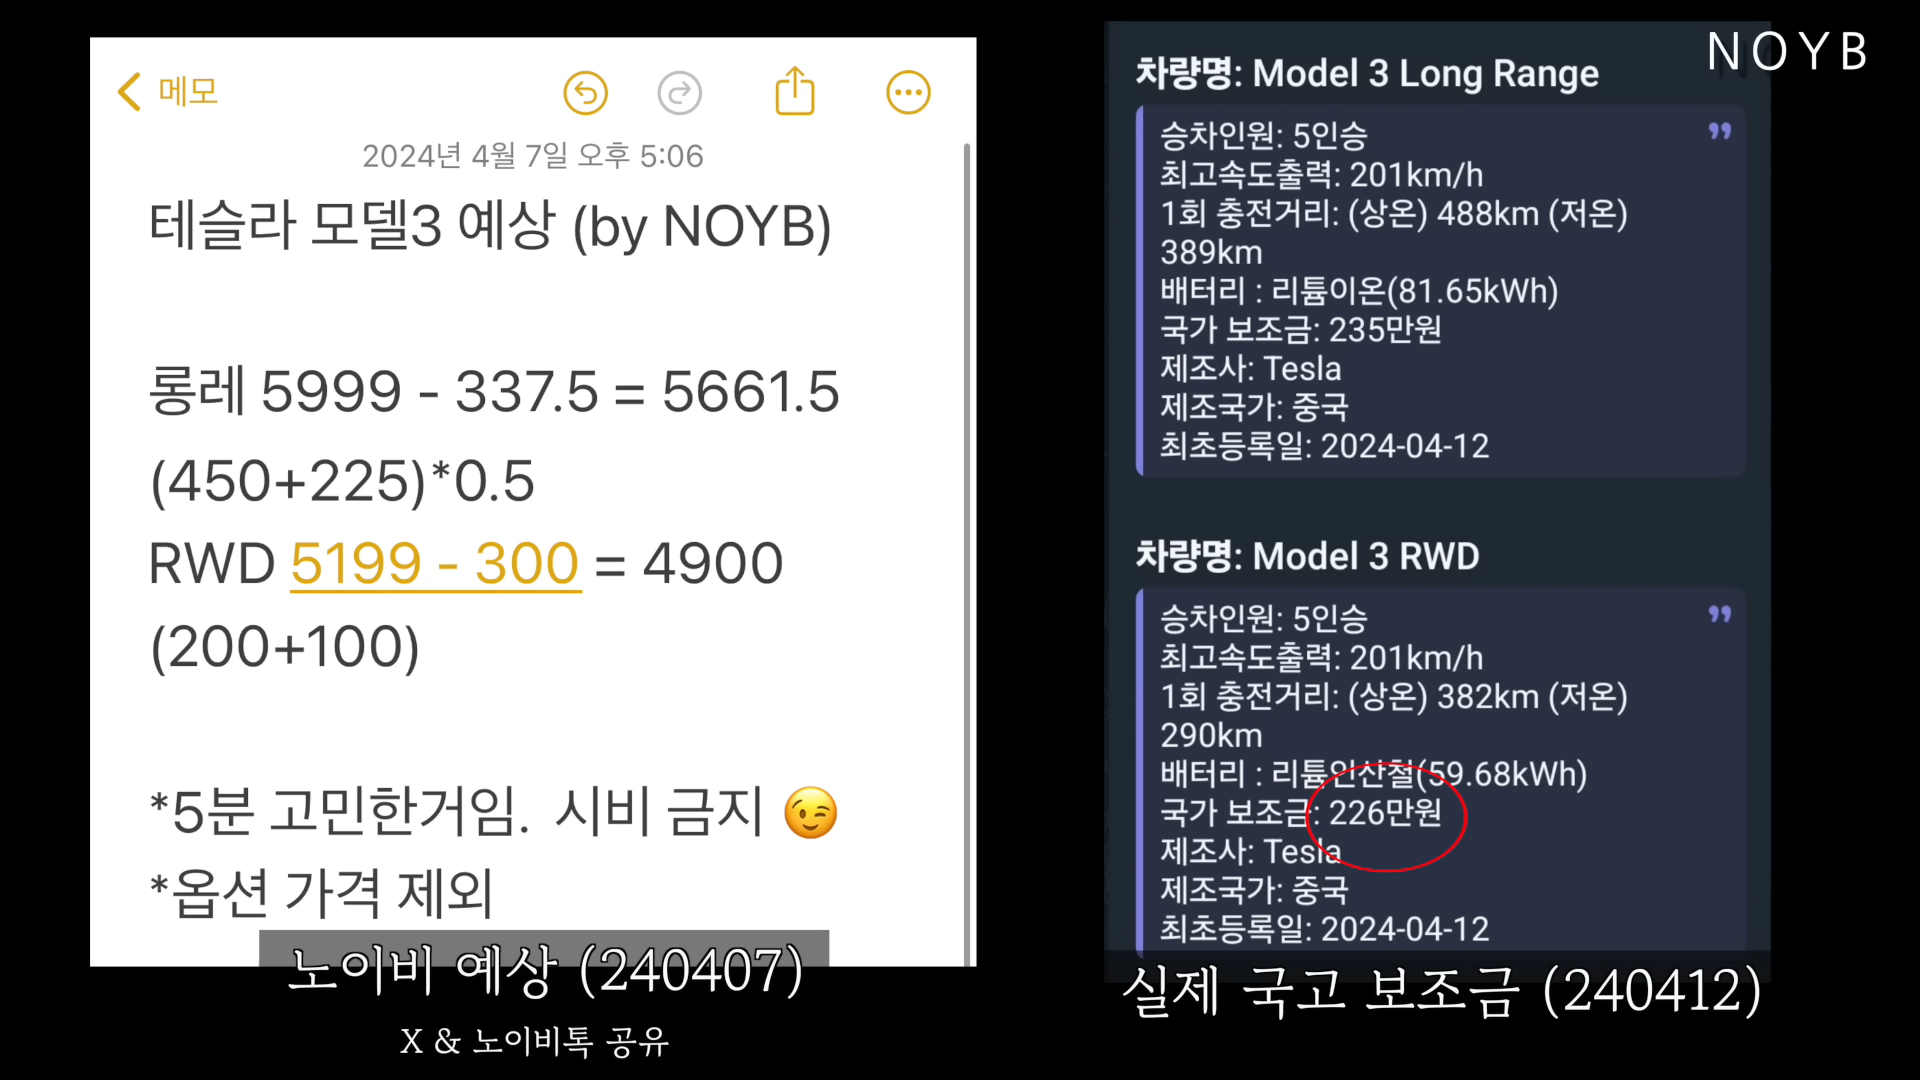 메모
2024년 4월 7일 오후 5:06
테슬라 모델3 예상 (by NOYB)
롱레 5999 - 337.5 = 5661.5
(450+225)*0.5
RWD 5199 - 300 = 4900
(200+100)
*5분 고민한거임. 시비 금지 😉
*옵션 가격 제외
노이비 예상 (240407)
X & 노이비톡 공유
NOYB
차량명: Model 3 Long Range
승차인원: 5인승
최고속도출력: 201km/h
1회 충전거리: (상온) 488km (저온)
389km
배터리 : 리튬이온(81.65kWh)
국가 보조금: 235만원
제조사: Tesla
제조국가: 중국
최초등록일: 2024-04-12
차량명: Model 3 RWD
승차인원: 5인승
최고속도출력: 201km/h
1회 충전거리: (상온) 382km (저온)
290km
배터리 : 리튬인산철(59.68kWh)
국가 보조금: 226만원
제조사: Tesla
제조국가: 중국
최초등록일: 2024-04-12
실제 국고 보조금 (240412)